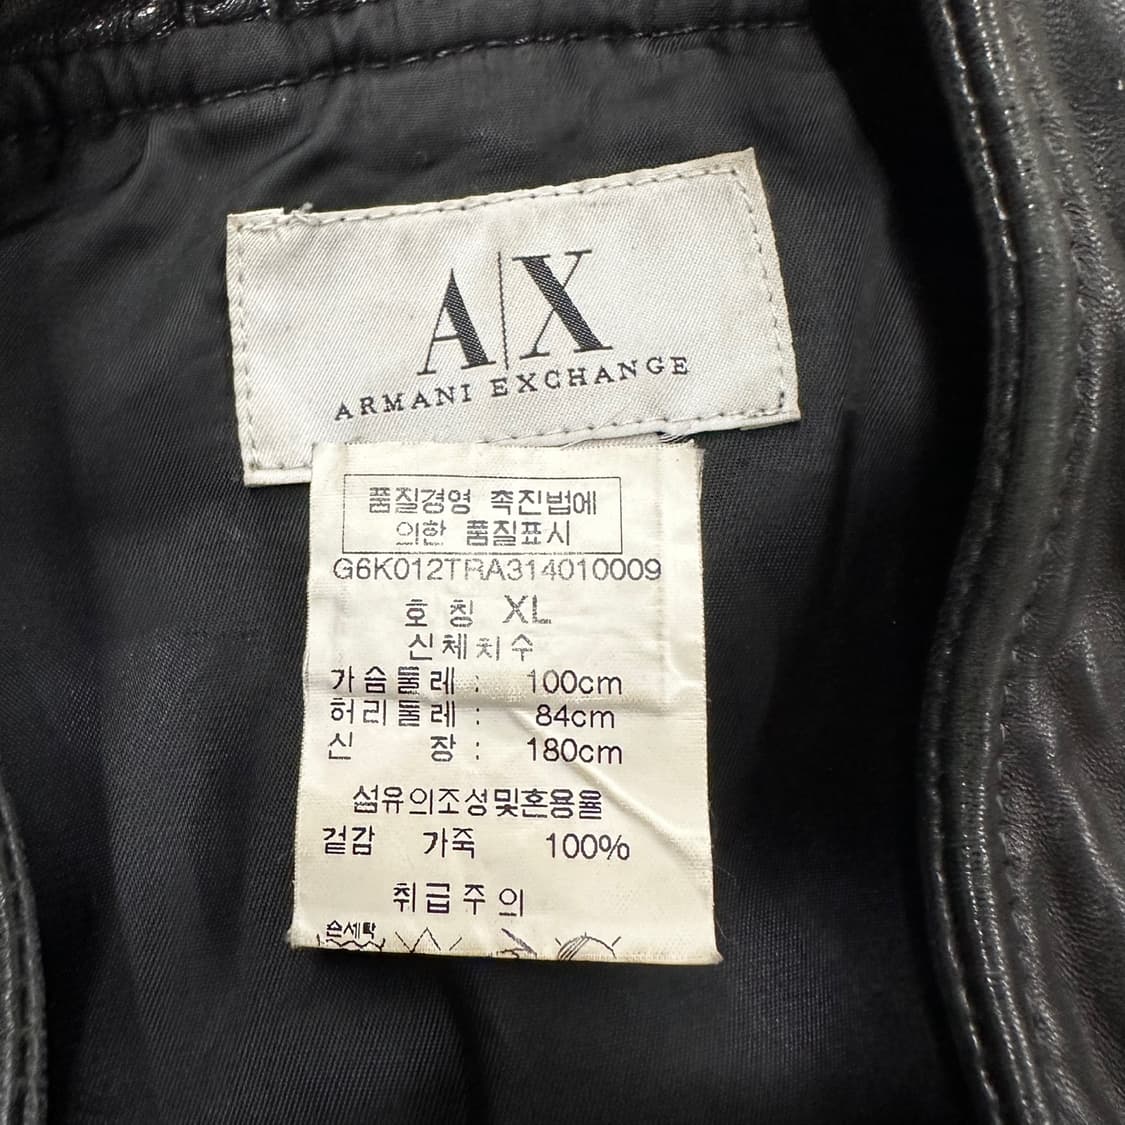 A|X
ARMANI EXCHANGE
품질경영 촉진법에
의한 품질표시
G6K012TRA314010009
호칭 XL
신체치수
가슴둘레 : 100cm
허리둘레 : 84cm
신 장 : 180cm
섬유의조성및혼용율
겉감 가죽 100%
취급주의
손세탁